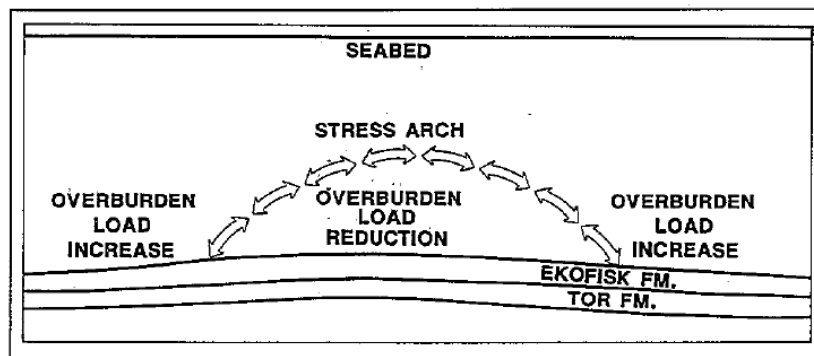 SEABED
STRESS ARCH
OVERBURDEN
LOAD
INCREASE
OVERBURDEN
LOAD
REDUCTION
OVERBURDEN
LOAD
INCREASE
EKOFISK FM.
TOR FM.